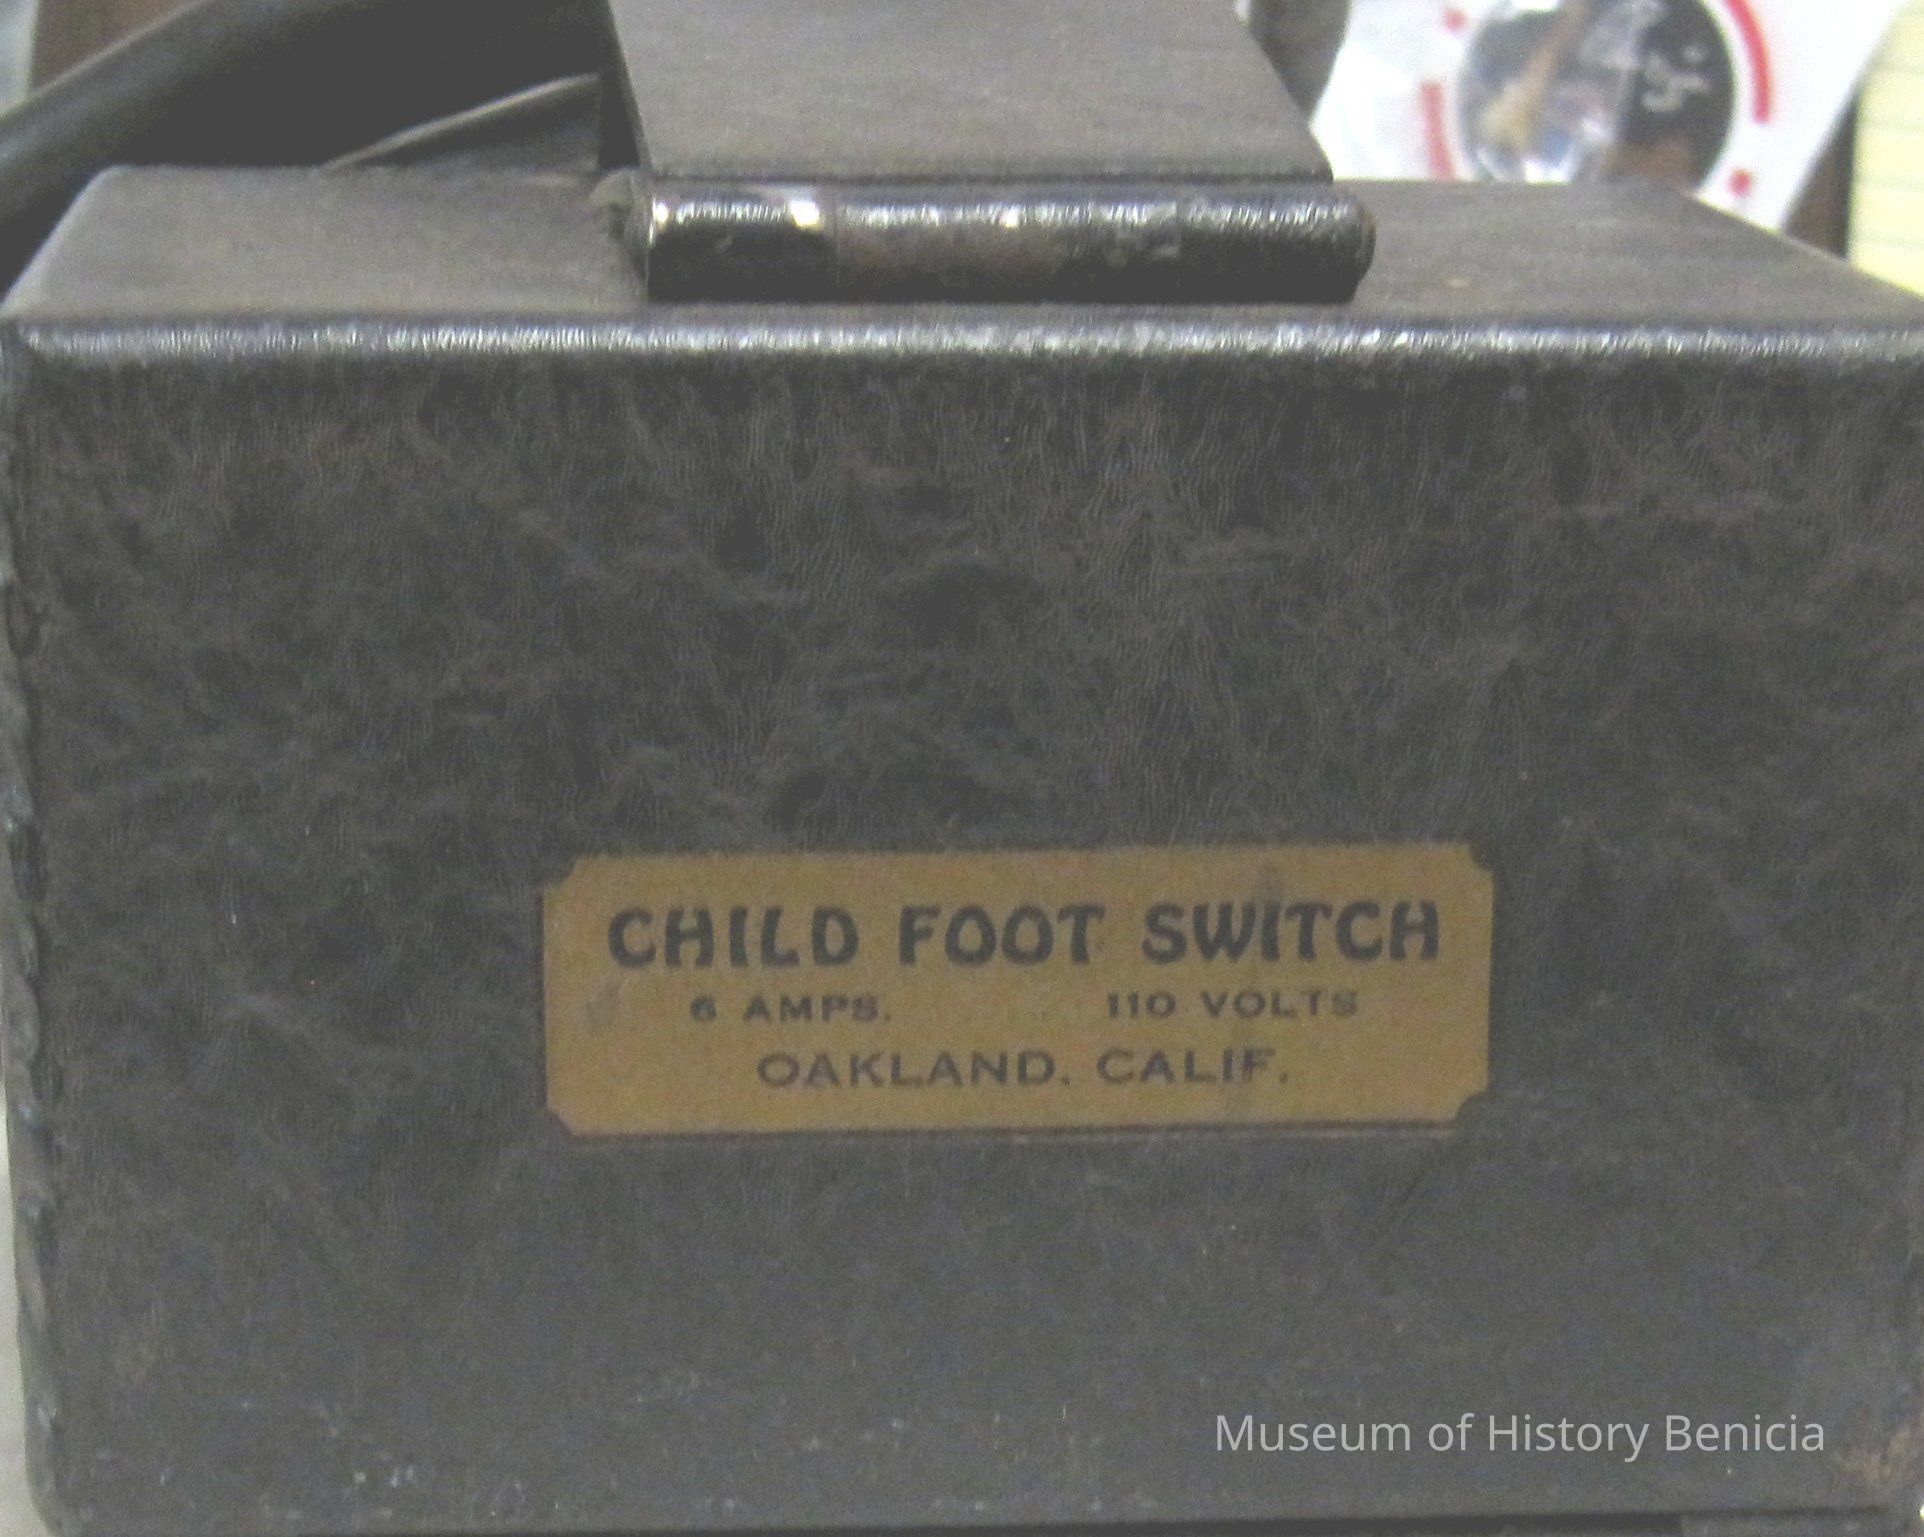 CHILD FOOT SWITCH
6 AMPS. 110 VOLTS
OAKLAND, CALIF.
Museum of History Benicia